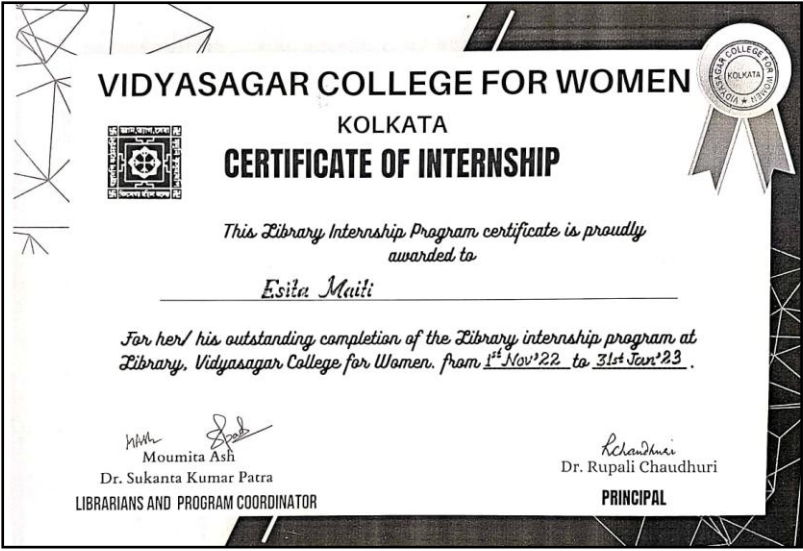 VIDYASAGAR COLLEGE FOR WOMEN
KOLKATA
CERTIFICATE OF INTERNSHIP
VIDYASAGAR COLLEGE FOR WOMEN
KOLKATA
This Library Internship Program certificate is proudly
awarded to
Esita Maiti
For her/ his outstanding completion of the Library internship program at
Library, Vidyasagar College for Women. from 1st Nov'22 to 31st Jan'23 .
Moumita Ash
Dr. Sukanta Kumar Patra
LIBRARIANS AND PROGRAM COORDINATOR
RChaudhuri
Dr. Rupali Chaudhuri
PRINCIPAL